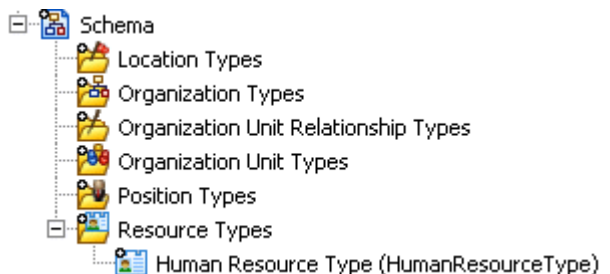 Schema
Location Types
Organization Types
Organization Unit Relationship Types
Organization Unit Types
Position Types
Resource Types
Human Resource Type (HumanResourceType)